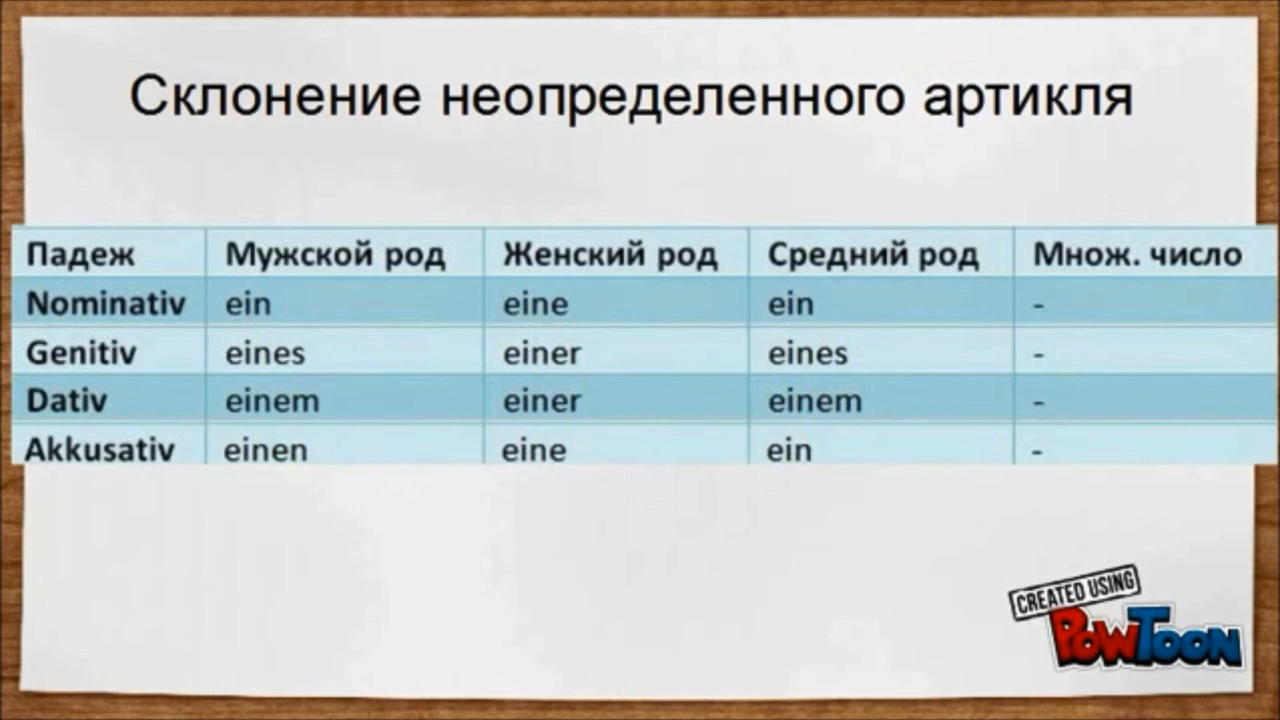 Склонение неопределенного артикля
Падеж Мужской род Женский род Средний род Множ. число
Nominativ ein eine ein -
Genitiv eines einer eines -
Dativ einem einer einem -
Akkusativ einen eine ein -
CREATED USING
POWTOON